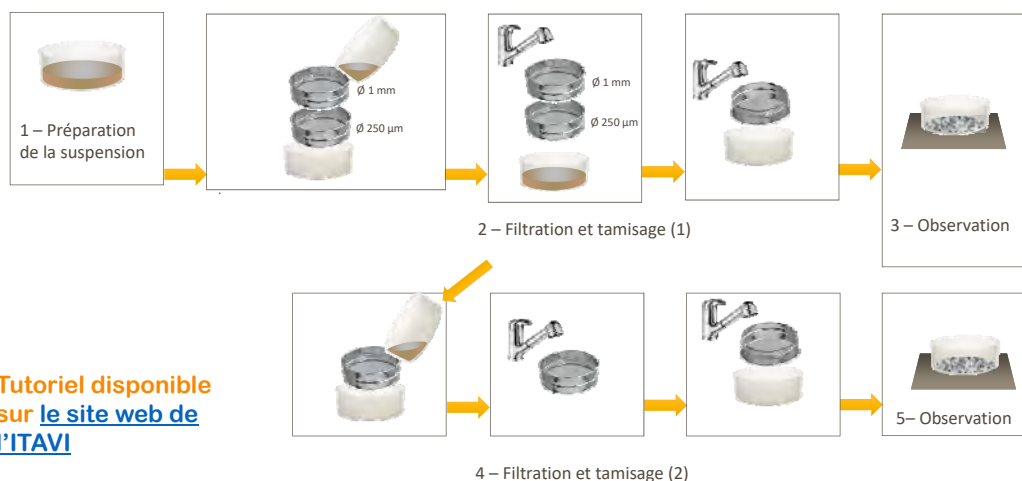 1 – Préparation
de la suspension
Ø 1 mm
Ø 250 µm
Ø 1 mm
Ø 250 µm
2 – Filtration et tamisage (1)
3 – Observation
Tutoriel disponible
sur le site web de
l'ITAVI
5– Observation
4 – Filtration et tamisage (2)